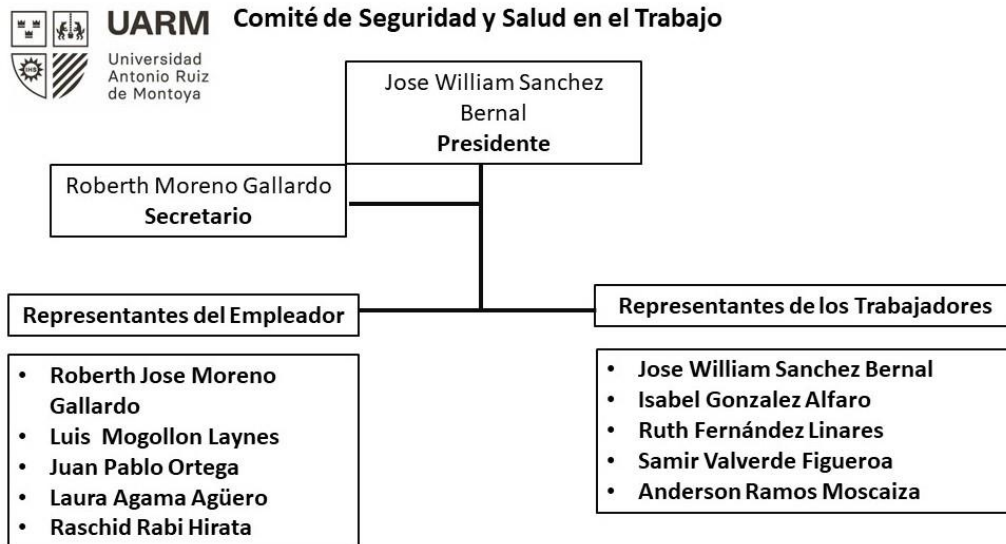 UARM
Universidad
Antonio Ruiz
de Montoya
IHS
Comité de Seguridad y Salud en el Trabajo
Jose William Sanchez
Bernal
Presidente
Roberth Moreno Gallardo
Secretario
Representantes del Empleador
• Roberth Jose Moreno
Gallardo
• Luis Mogollon Laynes
• Juan Pablo Ortega
• Laura Agama Agüero
• Raschid Rabi Hirata
Representantes de los Trabajadores
• Jose William Sanchez Bernal
• Isabel Gonzalez Alfaro
• Ruth Fernández Linares
• Samir Valverde Figueroa
• Anderson Ramos Moscaiza